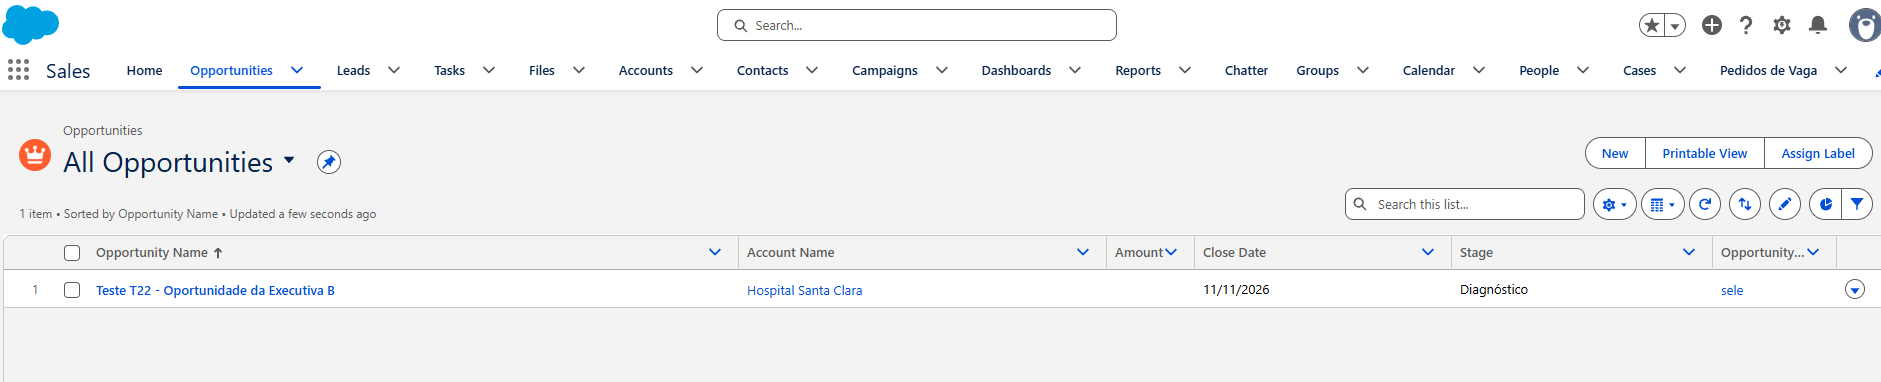 Search...
Sales Home Opportunities Leads Tasks Files Accounts Contacts Campaigns Dashboards Reports Chatter Groups Calendar People Cases Pedidos de Vaga
Opportunities
All Opportunities
New Printable View Assign Label
1 item • Sorted by Opportunity Name • Updated a few seconds ago
Search this list...
Opportunity Name Account Name Amount Close Date Stage Opportunity...
1 Teste T22 - Oportunidade da Executiva B Hospital Santa Clara 11/11/2026 Diagnóstico sele